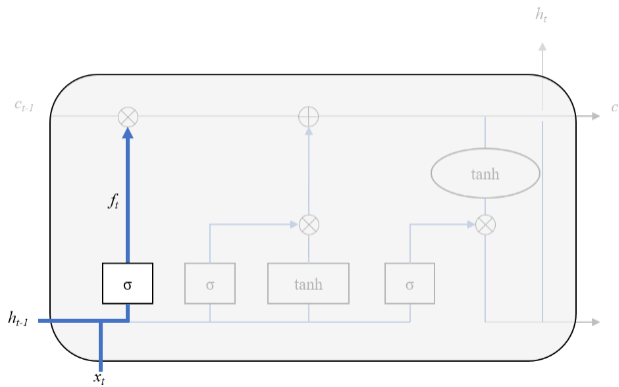 h_t
c_{t-1}
c
tanh
f_t
σ
σ
tanh
σ
h_{t-1}
x_t